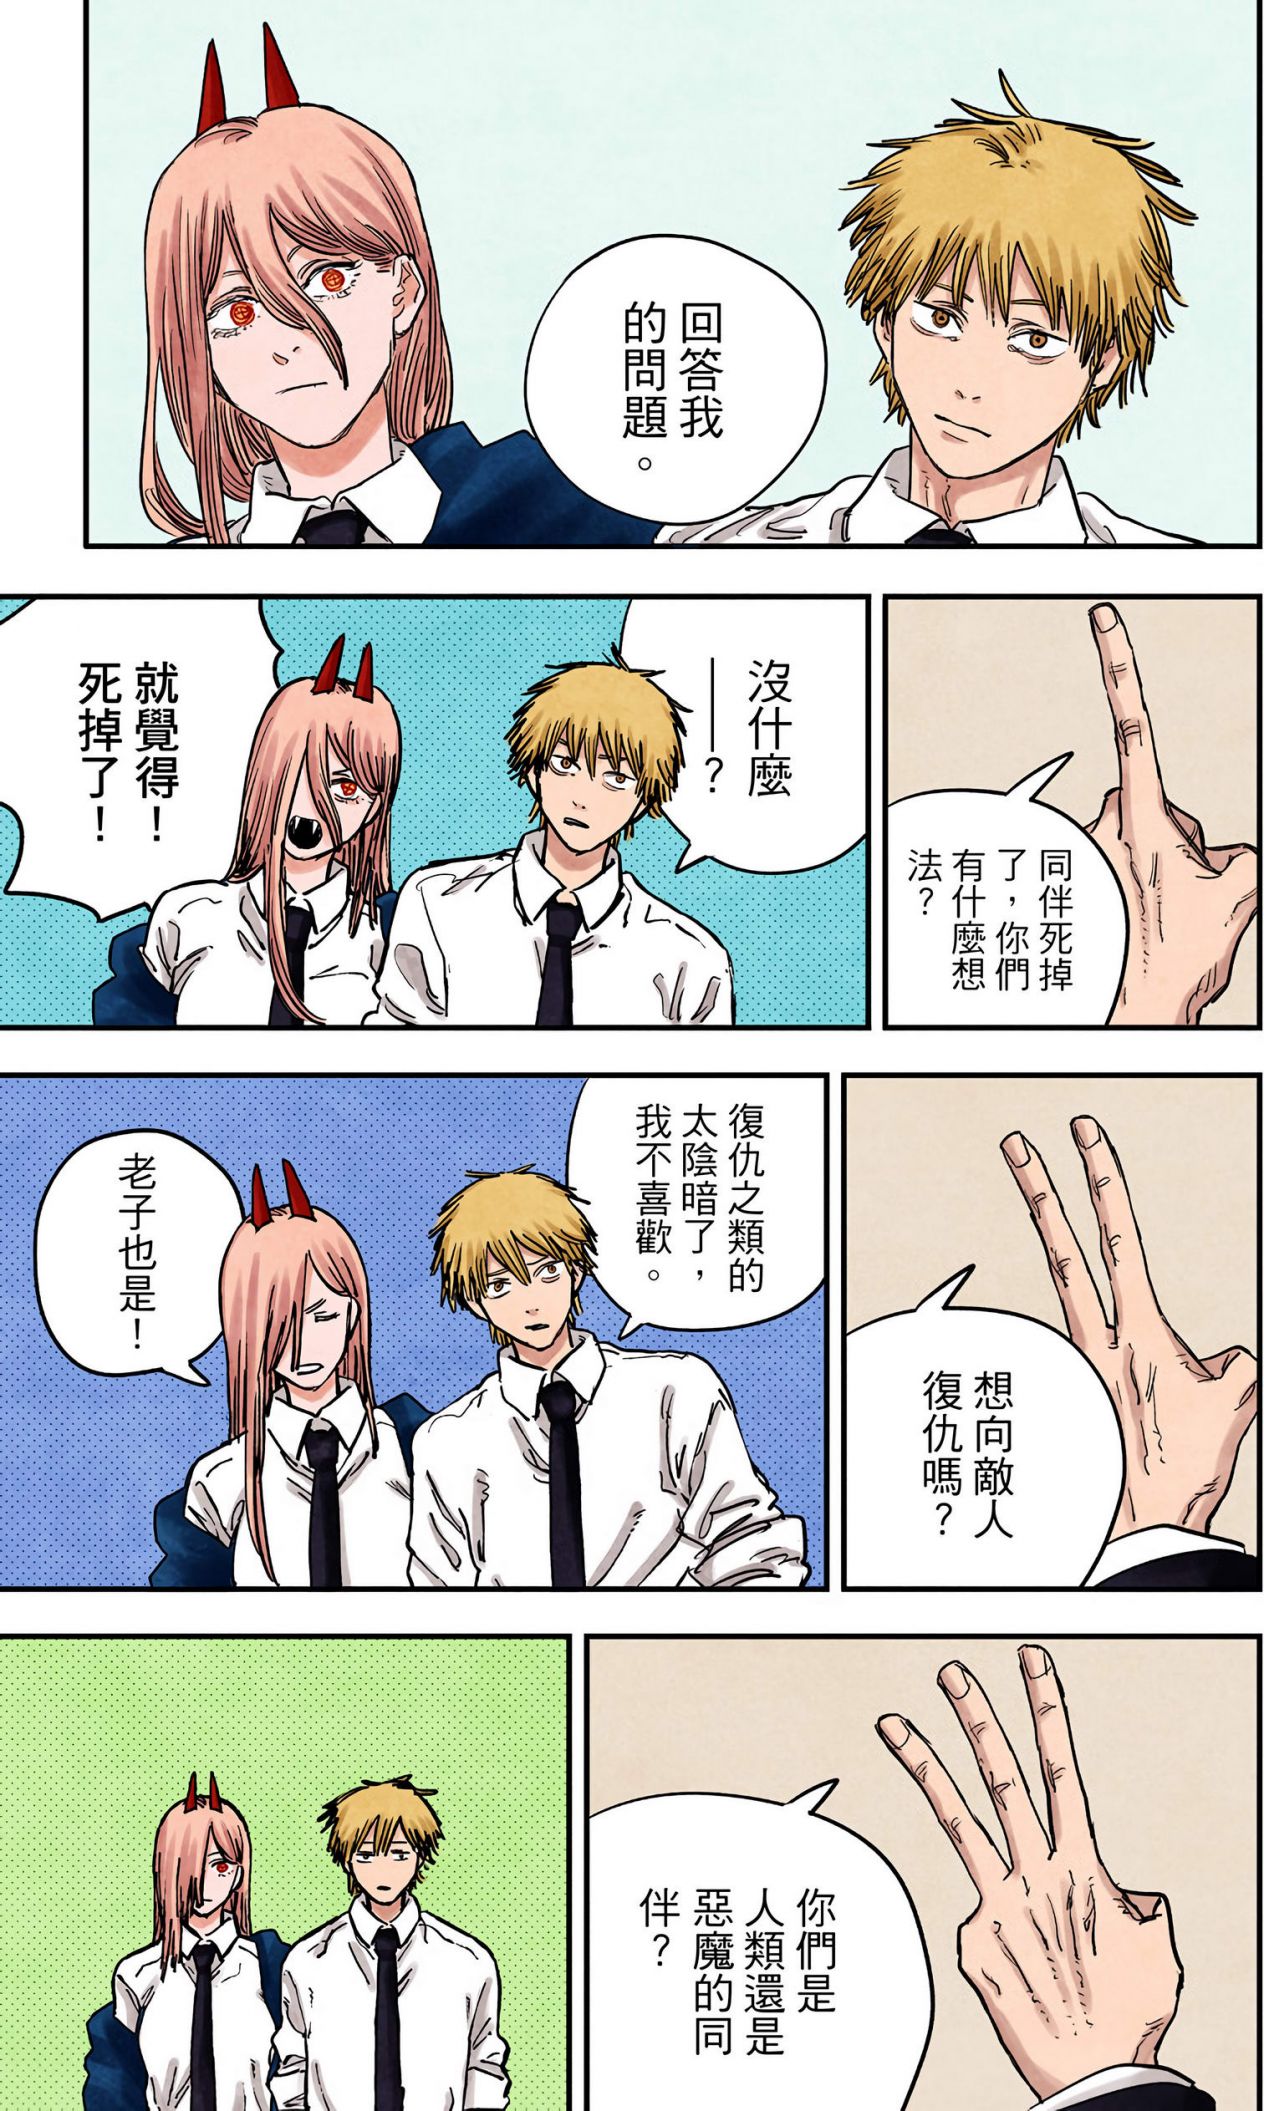 回答我
的問題。
同伴死掉
了，你們
有什麼想
法？
沒什麼
——？
就覺得！
死掉了！
想向敵人
復仇嗎？
復仇之類的
太陰暗了，
我不喜歡。
老子也是！
你們是
人類還是
惡魔的同
伴？